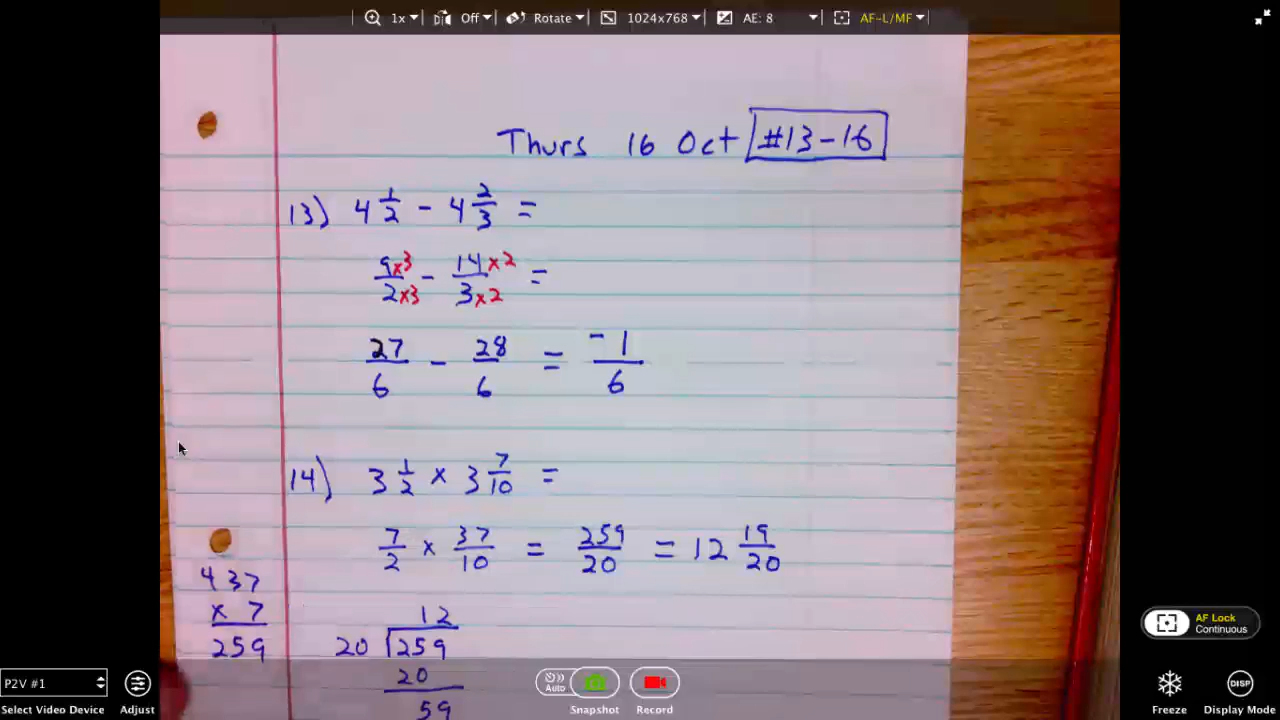 1x Off Rotate 1024x768 AE: 8 AF-L/MF
Thurs 16 Oct #13-16
13) 4 1/2 - 4 2/3 =
9x3/2x3 - 14x2/3x2 =
27/6 - 28/6 = -1/6
14) 3 1/2 x 3 7/10 =
7/2 x 37/10 = 259/20 = 12 19/20
437
x 7
259
12
20 259
20
59
AF Lock
Continuous
P2V #1
Auto
Select Video Device Adjust Snapshot Record Freeze DISP Display Mode